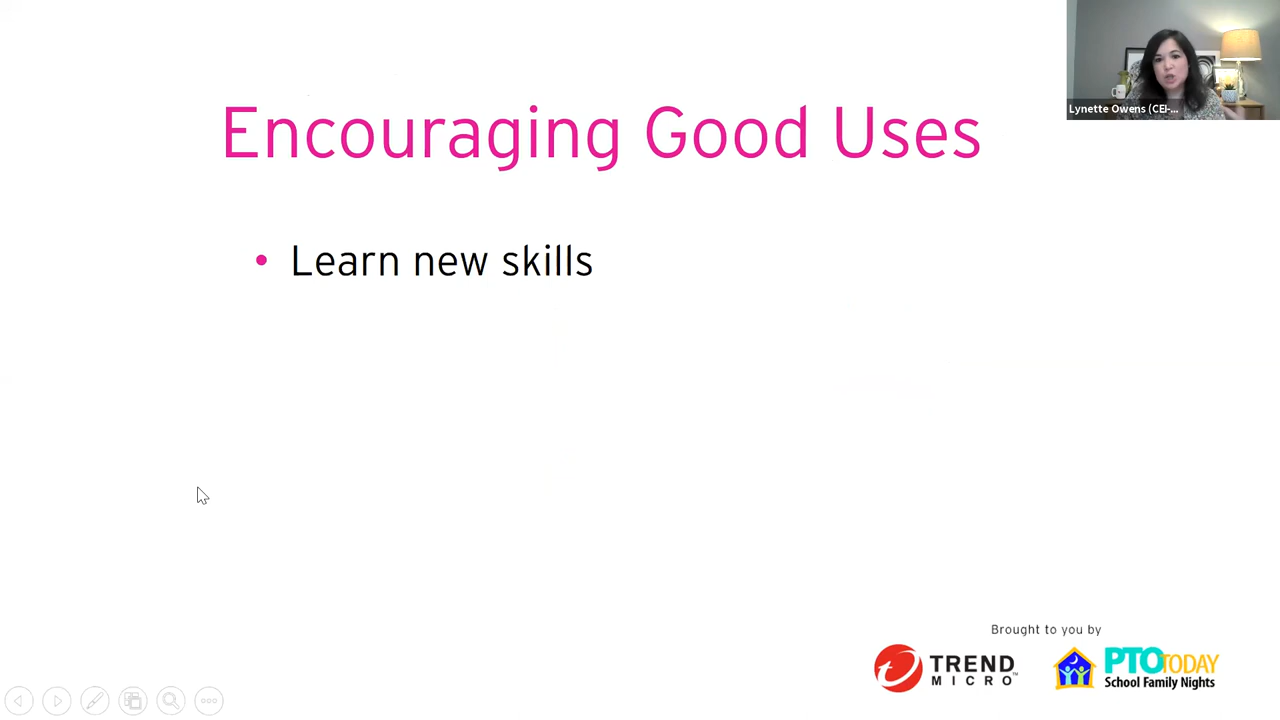 Encouraging Good Uses
Lynette Owens (CEI-...
• Learn new skills
Brought to you by
TREND MICRO™
PTO TODAY
School Family Nights